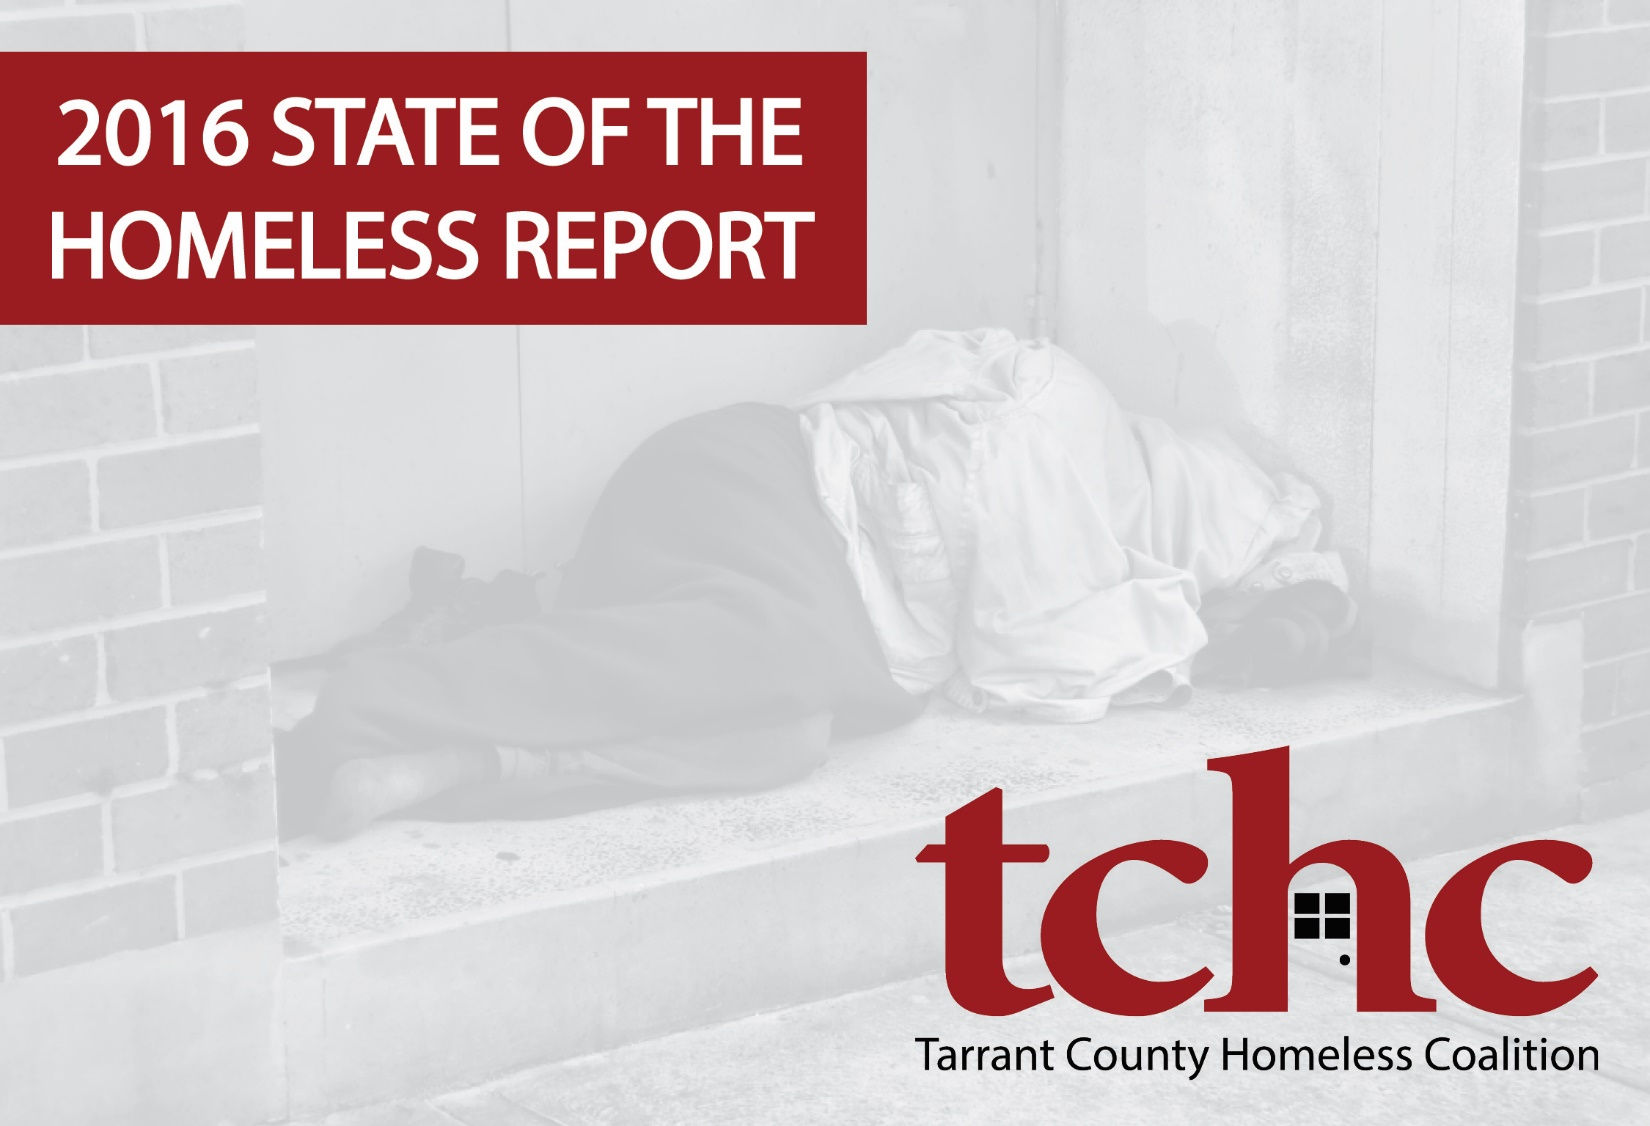 2016 STATE OF THE
HOMELESS REPORT
tchc
Tarrant County Homeless Coalition